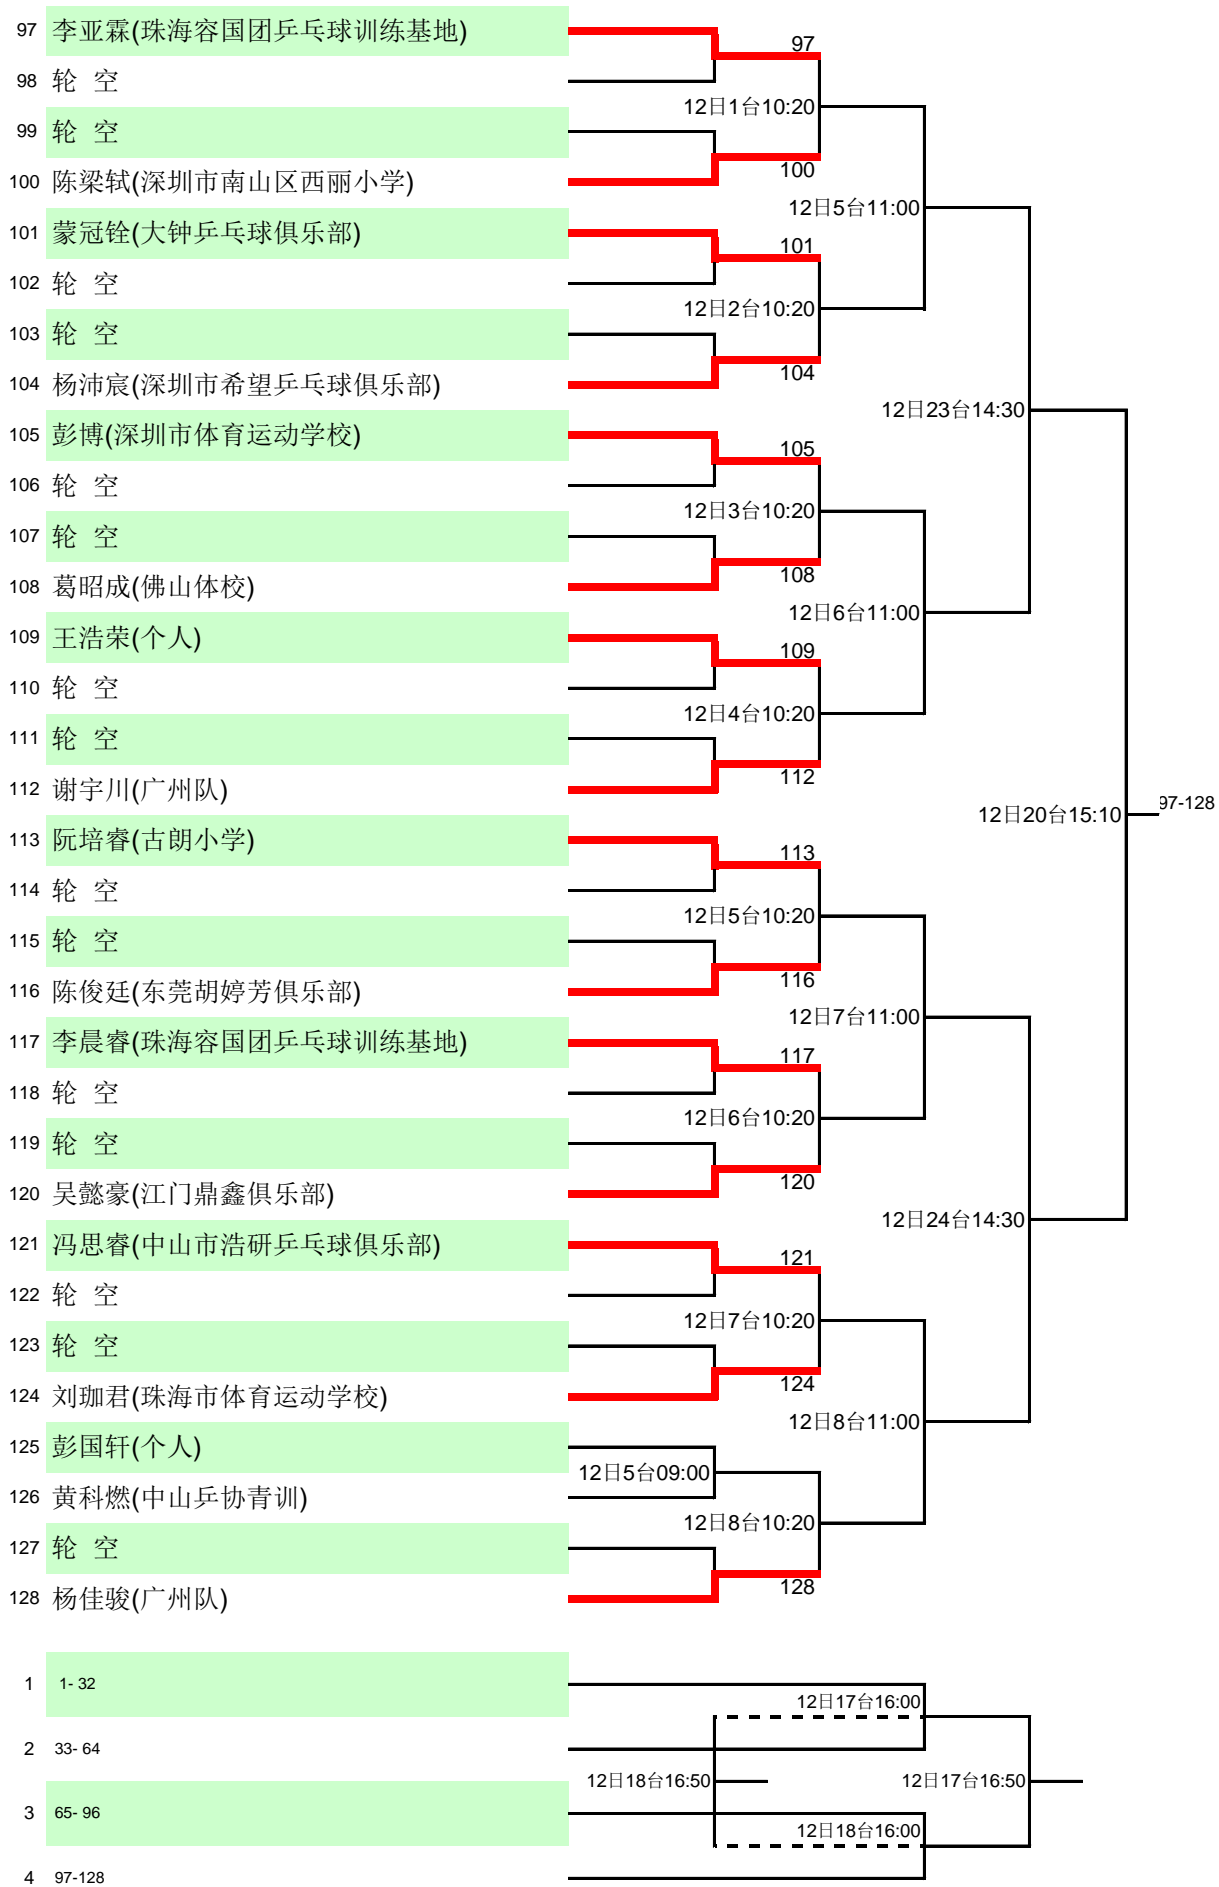 97 李亚霖(珠海容国团乒乓球训练基地)
97
98 轮 空
12日1台10:20
99 轮 空
100
100 陈梁轼(深圳市南山区西丽小学)
12日5台11:00
101 蒙冠铨(大钟乒乓球俱乐部)
101
102 轮 空
12日2台10:20
103 轮 空
104
104 杨沛宸(深圳市希望乒乓球俱乐部)
12日23台14:30
105 彭博(深圳市体育运动学校)
105
106 轮 空
12日3台10:20
107 轮 空
108
108 葛昭成(佛山体校)
12日6台11:00
109 王浩荣(个人)
109
110 轮 空
12日4台10:20
111 轮 空
112
112 谢宇川(广州队)
97-128
12日20台15:10
113 阮培睿(古朗小学)
113
114 轮 空
12日5台10:20
115 轮 空
116
116 陈俊廷(东莞胡婷芳俱乐部)
12日7台11:00
117 李晨睿(珠海容国团乒乓球训练基地)
117
118 轮 空
12日6台10:20
119 轮 空
120
120 吴懿豪(江门鼎鑫俱乐部)
12日24台14:30
121 冯思睿(中山市浩研乒乓球俱乐部)
121
122 轮 空
12日7台10:20
123 轮 空
124
124 刘珈君(珠海市体育运动学校)
12日8台11:00
125 彭国轩(个人)
12日5台09:00
126 黄科燃(中山乒协青训)
12日8台10:20
127 轮 空
128
128 杨佳骏(广州队)
1 1- 32
12日17台16:00
2 33- 64
12日18台16:50
12日17台16:50
3 65- 96
12日18台16:00
4 97-128